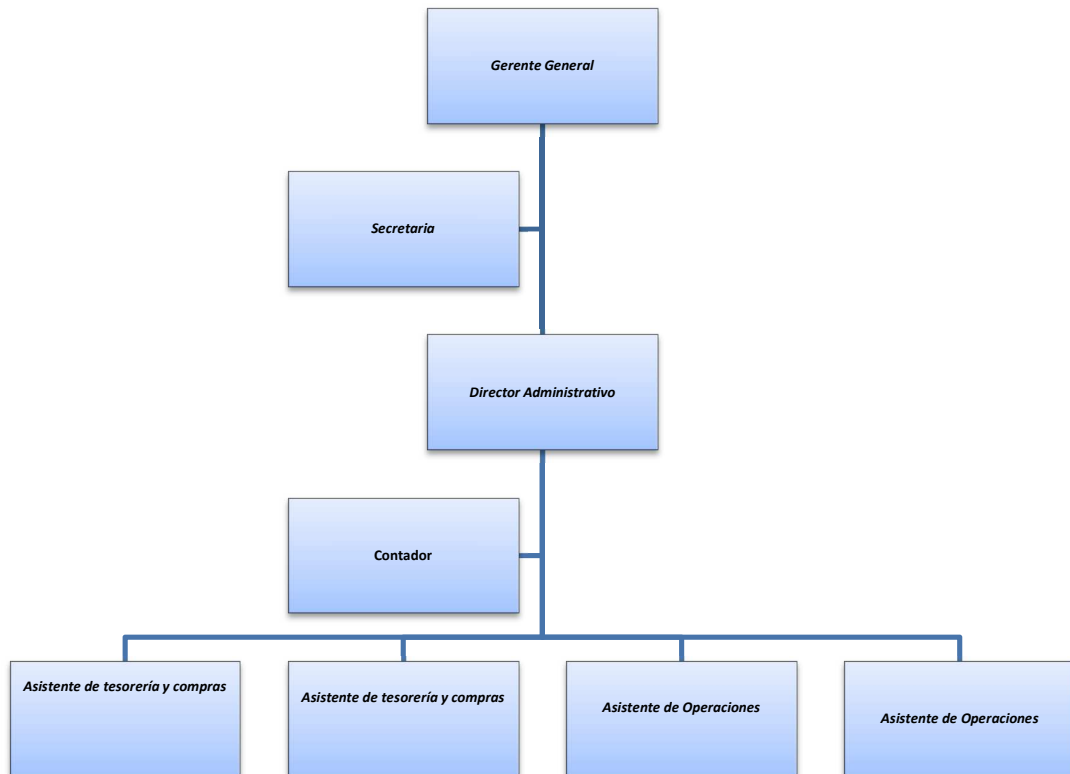 Gerente General
Secretaria
Director Administrativo
Contador
Asistente de tesorería y compras
Asistente de tesorería y compras
Asistente de Operaciones
Asistente de Operaciones